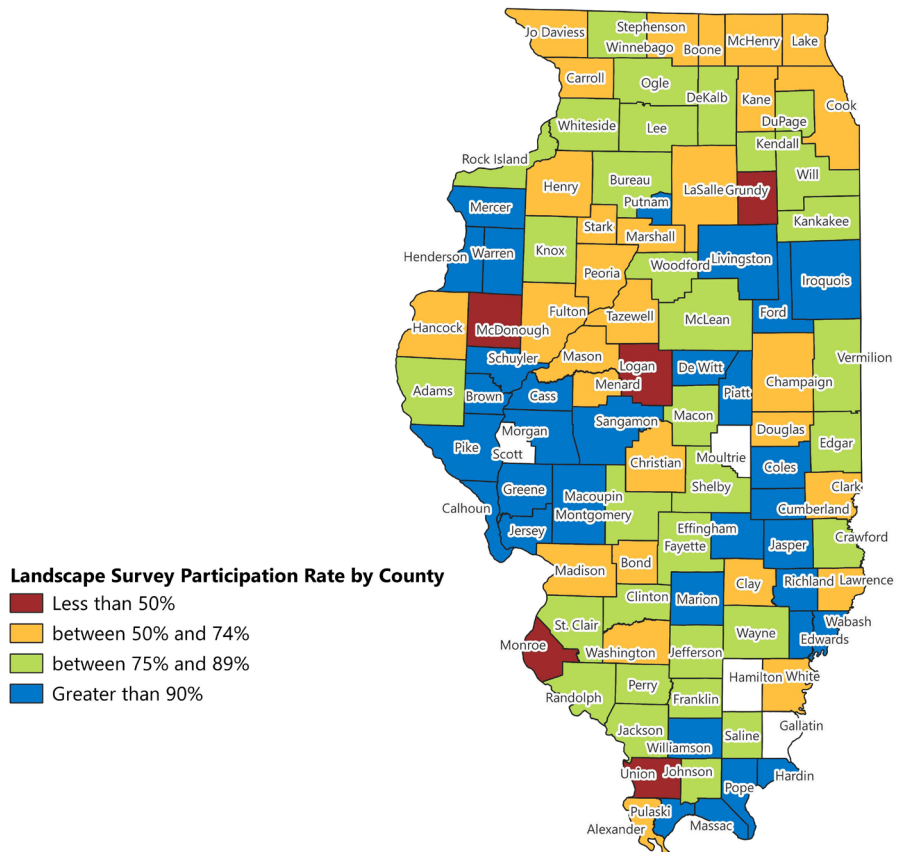 Jo Daviess
Stephenson
Winnebago
Boone
McHenry
Lake
Carroll
Ogle
DeKalb
Kane
Cook
DuPage
Whiteside
Lee
Kendall
Rock Island
Henry
Bureau
Will
LaSalle
Grundy
Putnam
Mercer
Kankakee
Stark
Marshall
Henderson
Warren
Knox
Livingston
Woodford
Peoria
Iroquois
Ford
Fulton
Tazewell
McLean
Hancock
McDonough
Schuyler
Mason
Logan
De Witt
Vermilion
Menard
Champaign
Adams
Brown
Cass
Piatt
Macon
Sangamon
Morgan
Douglas
Edgar
Pike
Scott
Christian
Moultrie
Coles
Shelby
Clark
Greene
Macoupin
Calhoun
Montgomery
Cumberland
Jersey
Effingham
Fayette
Jasper
Crawford
Landscape Survey Participation Rate by County
Less than 50%
between 50% and 74%
between 75% and 89%
Greater than 90%
Madison
Bond
Clay
Richland
Lawrence
Clinton
Marion
St. Clair
Wabash
Wayne
Edwards
Monroe
Washington
Jefferson
Hamilton
White
Randolph
Perry
Franklin
Jackson
Williamson
Saline
Gallatin
Union
Johnson
Hardin
Pope
Pulaski
Alexander
Massac